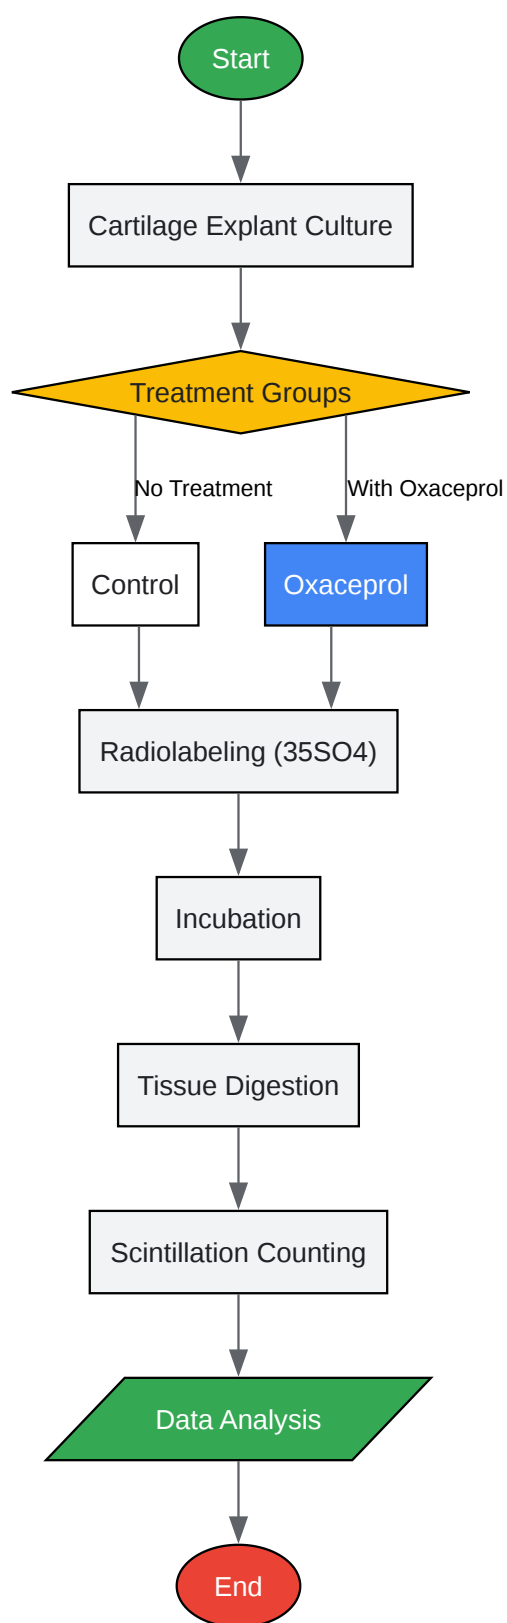 Start
Cartilage Explant Culture
Treatment Groups
No Treatment
With Oxaceprol
Control
Oxaceprol
Radiolabeling (35SO4)
Incubation
Tissue Digestion
Scintillation Counting
Data Analysis
End